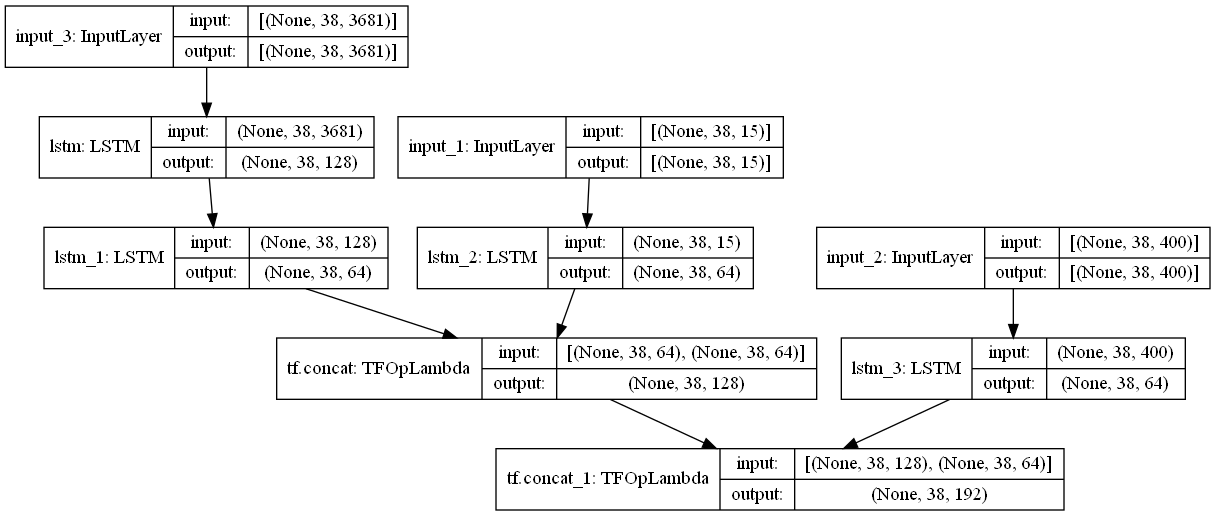 input_3: InputLayer
input: [(None, 38, 3681)]
output: [(None, 38, 3681)]
lstm: LSTM
input: (None, 38, 3681)
output: (None, 38, 128)
input_1: InputLayer
input: [(None, 38, 15)]
output: [(None, 38, 15)]
lstm_1: LSTM
input: (None, 38, 128)
output: (None, 38, 64)
lstm_2: LSTM
input: (None, 38, 15)
output: (None, 38, 64)
input_2: InputLayer
input: [(None, 38, 400)]
output: [(None, 38, 400)]
tf.concat: TFOpLambda
input: [(None, 38, 64), (None, 38, 64)]
output: (None, 38, 128)
lstm_3: LSTM
input: (None, 38, 400)
output: (None, 38, 64)
tf.concat_1: TFOpLambda
input: [(None, 38, 128), (None, 38, 64)]
output: (None, 38, 192)